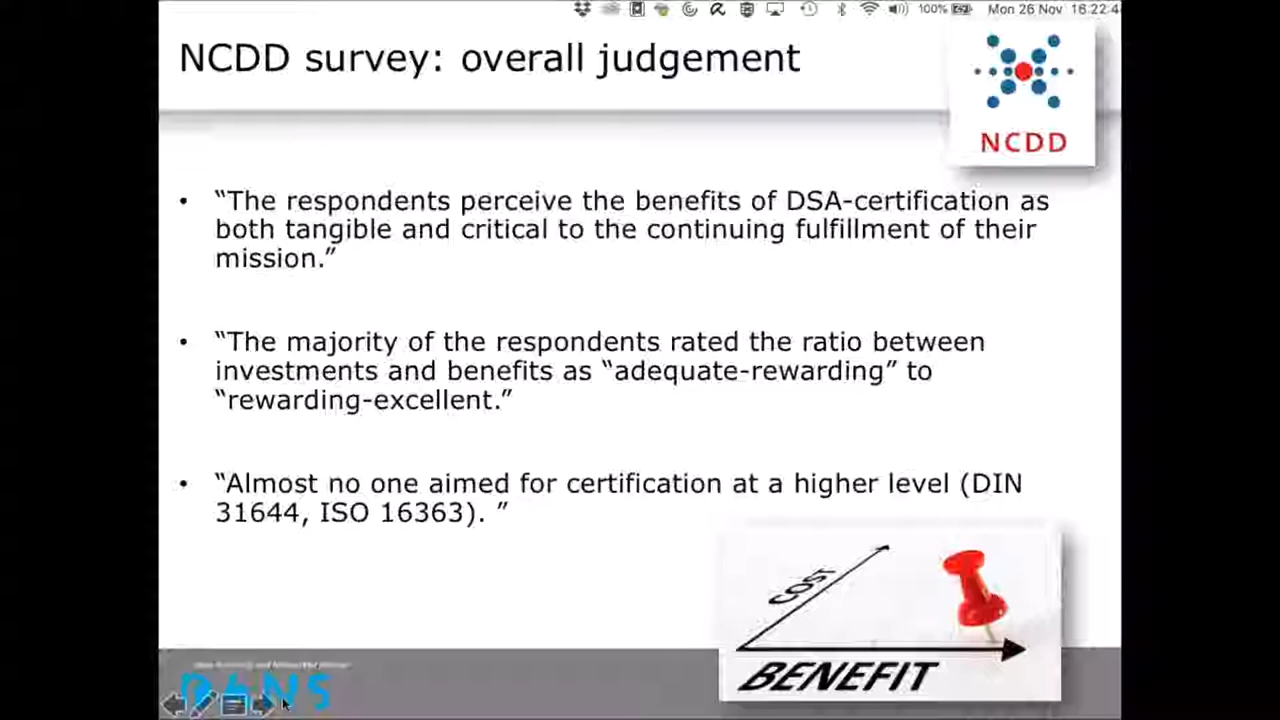 100% Mon 26 Nov 16:22:4
NCDD survey: overall judgement
NCDD
• “The respondents perceive the benefits of DSA-certification as
both tangible and critical to the continuing fulfillment of their
mission.”
• “The majority of the respondents rated the ratio between
investments and benefits as “adequate-rewarding” to
“rewarding-excellent.”
• “Almost no one aimed for certification at a higher level (DIN
31644, ISO 16363). ”
COST
BENEFIT
DANS